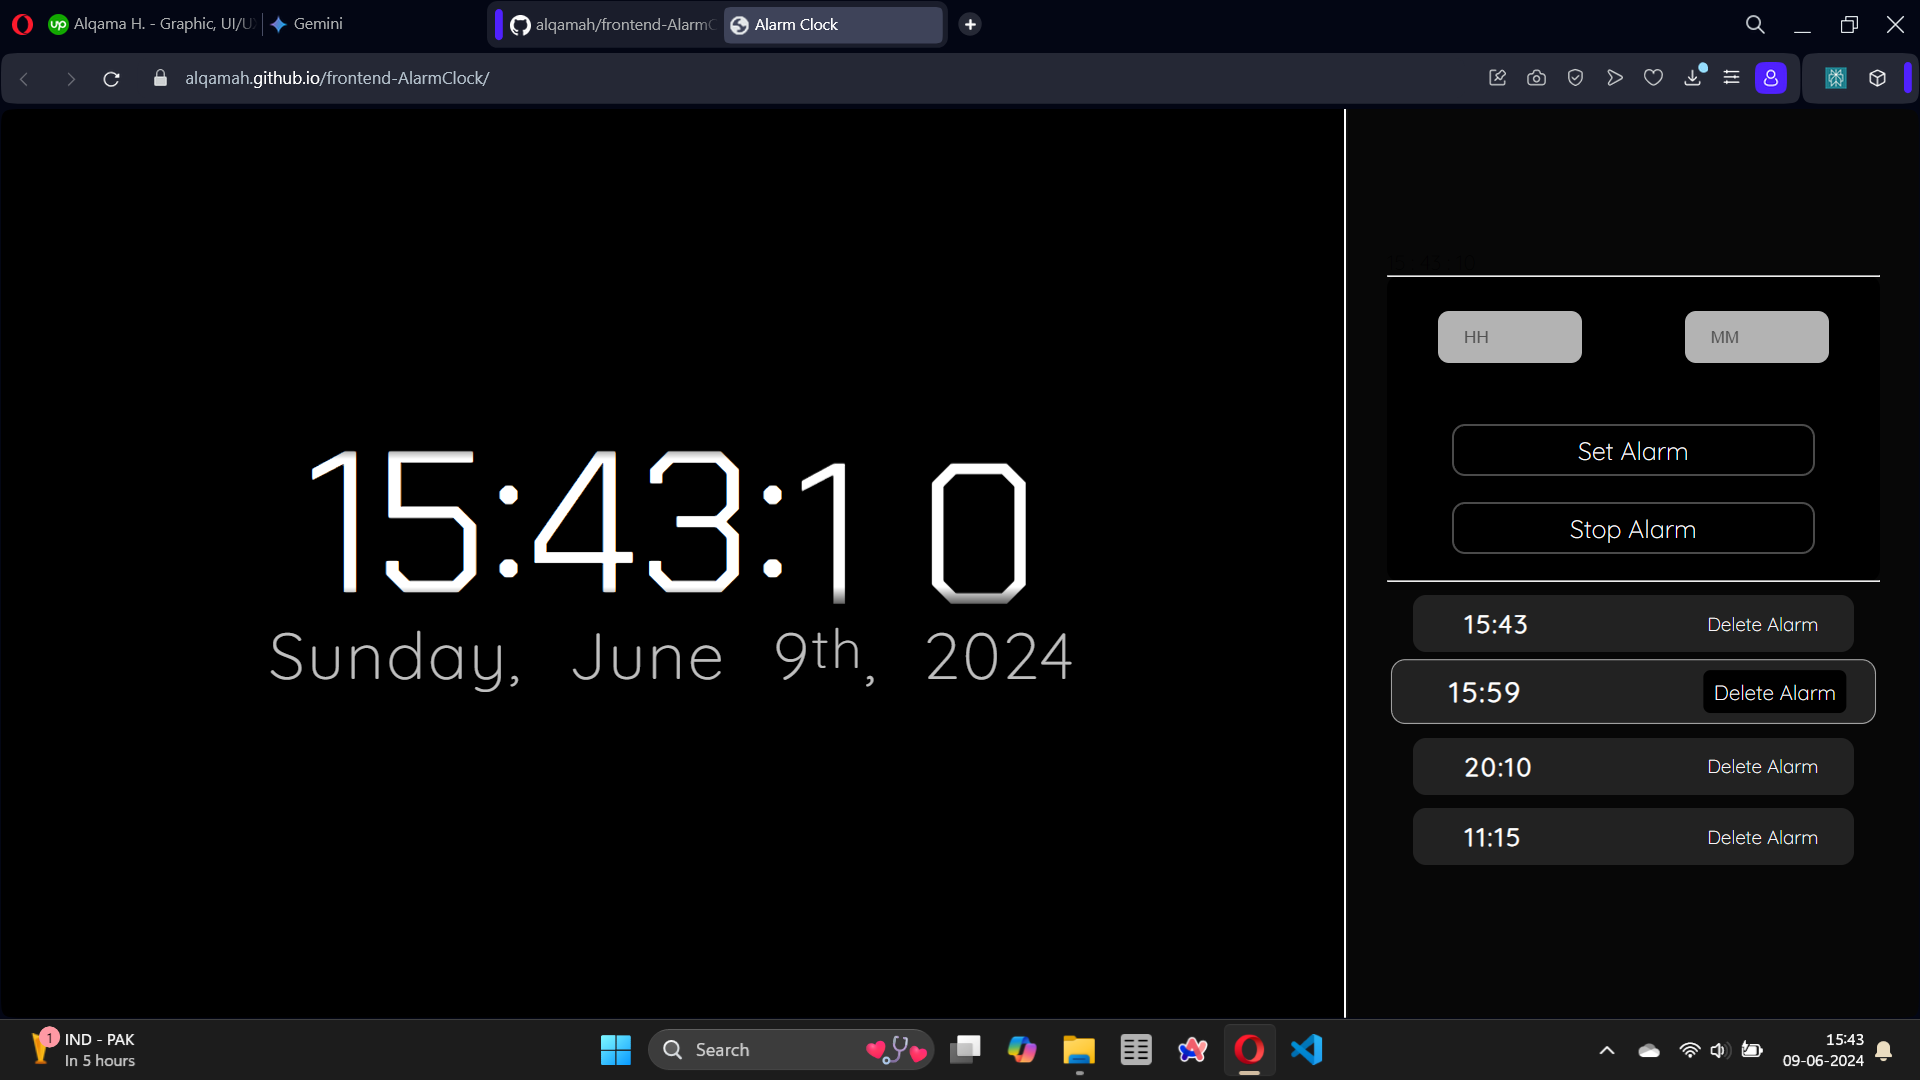 up Alqama H. - Graphic, UI/U
Gemini
alqamah/frontend-AlarmC
Alarm Clock
alqamah.github.io/frontend-AlarmClock/
15:43:10
Sunday, June 9th, 2024
HH
MM
Set Alarm
Stop Alarm
15:43 Delete Alarm
15:59 Delete Alarm
20:10 Delete Alarm
11:15 Delete Alarm
1
IND - PAK
In 5 hours
Search
15:43
09-06-2024